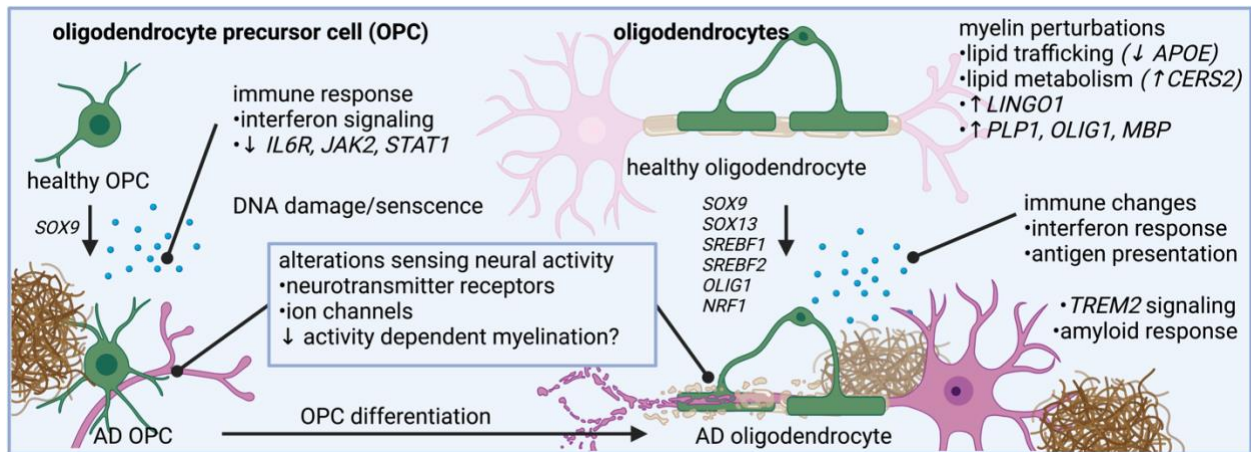 oligodendrocyte precursor cell (OPC)
immune response
•interferon signaling
•↓ IL6R, JAK2, STAT1
healthy OPC
SOX9
DNA damage/senscence
alterations sensing neural activity
•neurotransmitter receptors
•ion channels
↓ activity dependent myelination?
AD OPC
OPC differentiation
oligodendrocytes
myelin perturbations
•lipid trafficking (↓ APOE)
•lipid metabolism (↑CERS2)
•↑ LINGO1
•↑ PLP1, OLIG1, MBP
healthy oligodendrocyte
SOX9
SOX13
SREBF1
SREBF2
OLIG1
NRF1
immune changes
•interferon response
•antigen presentation
•TREM2 signaling
•amyloid response
AD oligodendrocyte